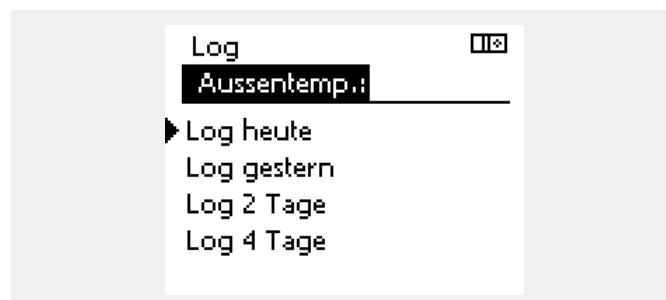 Log
Aussentemp.:
Log heute
Log gestern
Log 2 Tage
Log 4 Tage